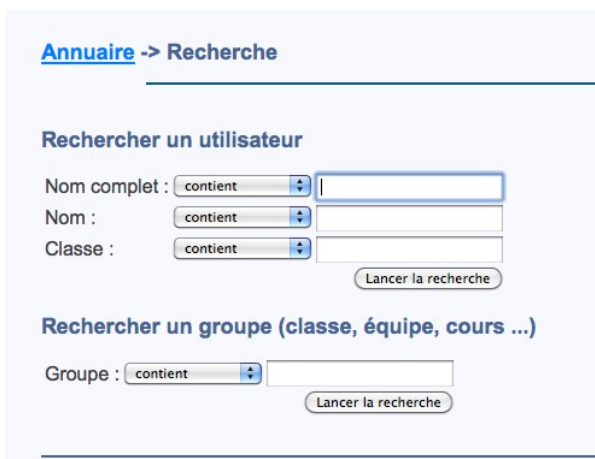 Annuaire -> Recherche
Rechercher un utilisateur
Nom complet : contient
Nom : contient
Classe : contient
Lancer la recherche
Rechercher un groupe (classe, équipe, cours ...)
Groupe : contient
Lancer la recherche